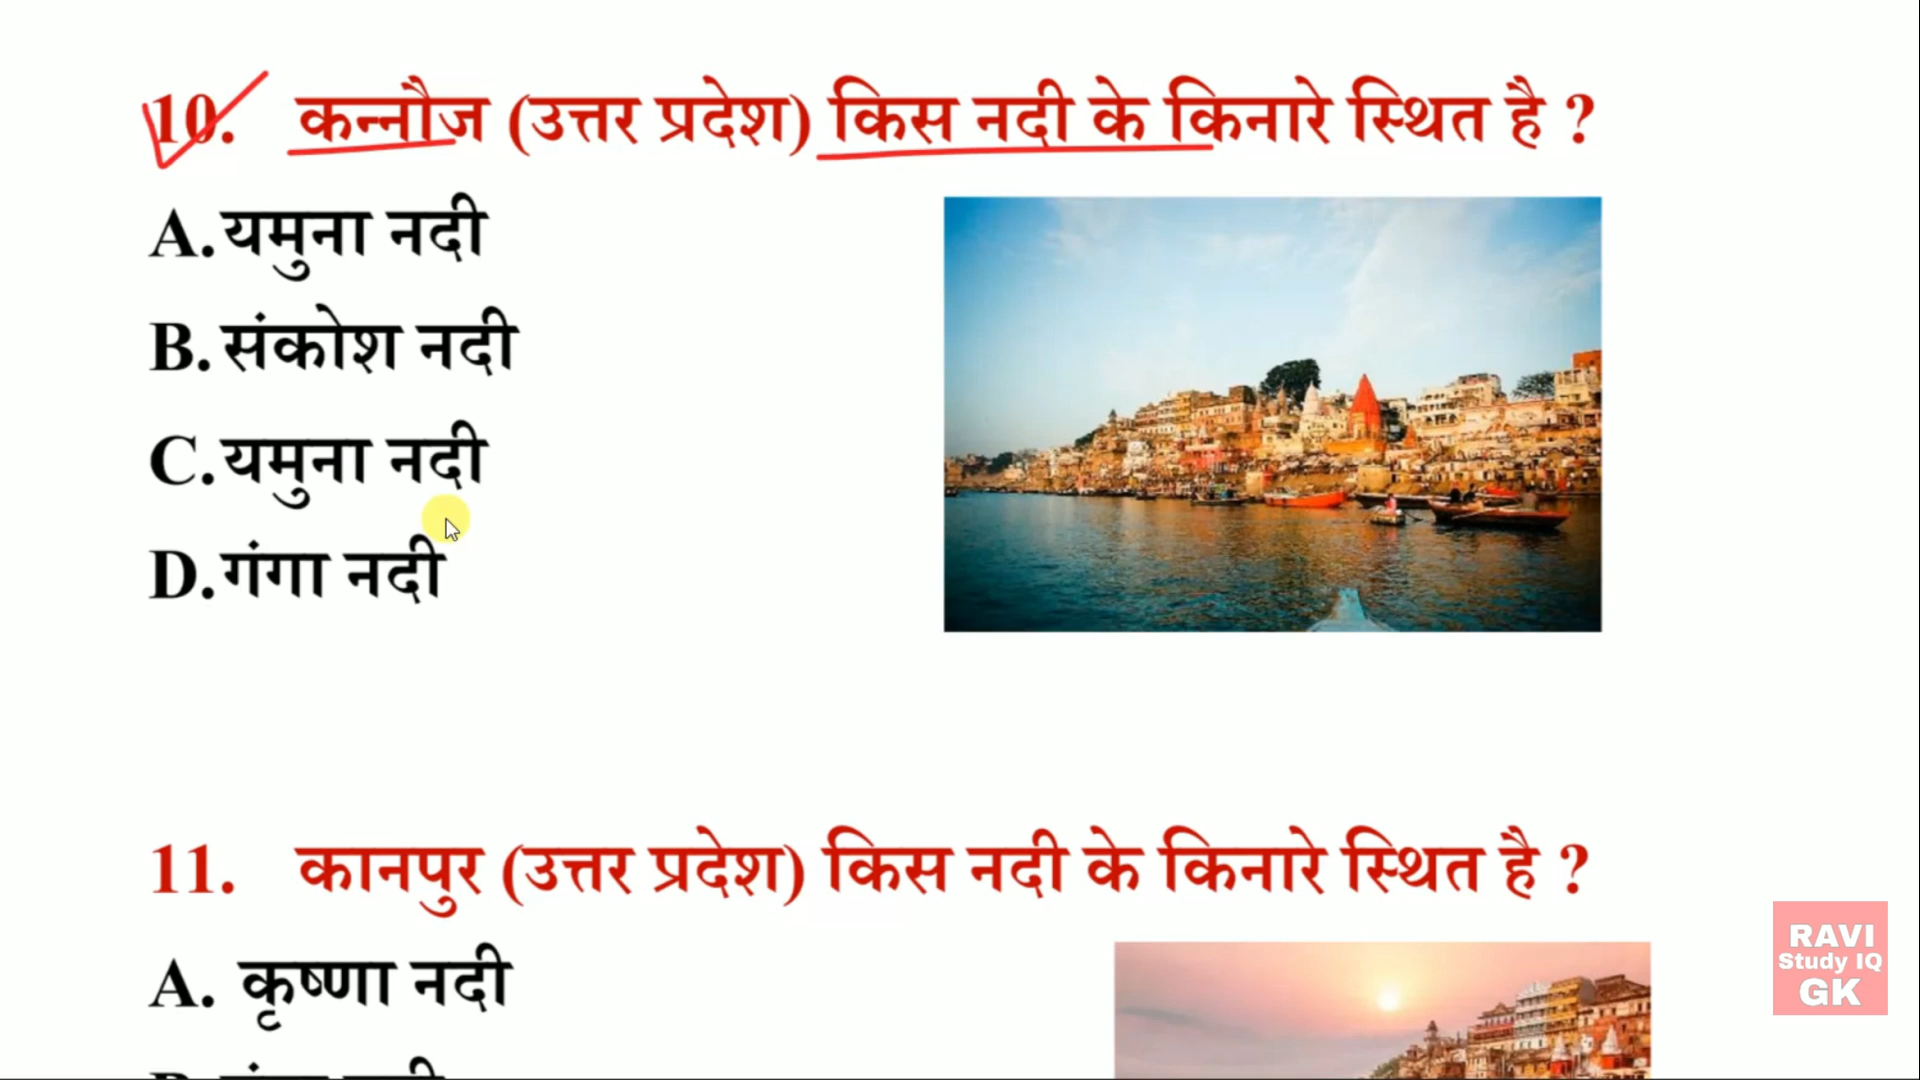 10. कन्नौज (उत्तर प्रदेश) किस नदी के किनारे स्थित है ?
A. यमुना नदी
B. संकोश नदी
C. यमुना नदी
D. गंगा नदी
11. कानपुर (उत्तर प्रदेश) किस नदी के किनारे स्थित है ?
A. कृष्णा नदी
RAVI
Study IQ
GK